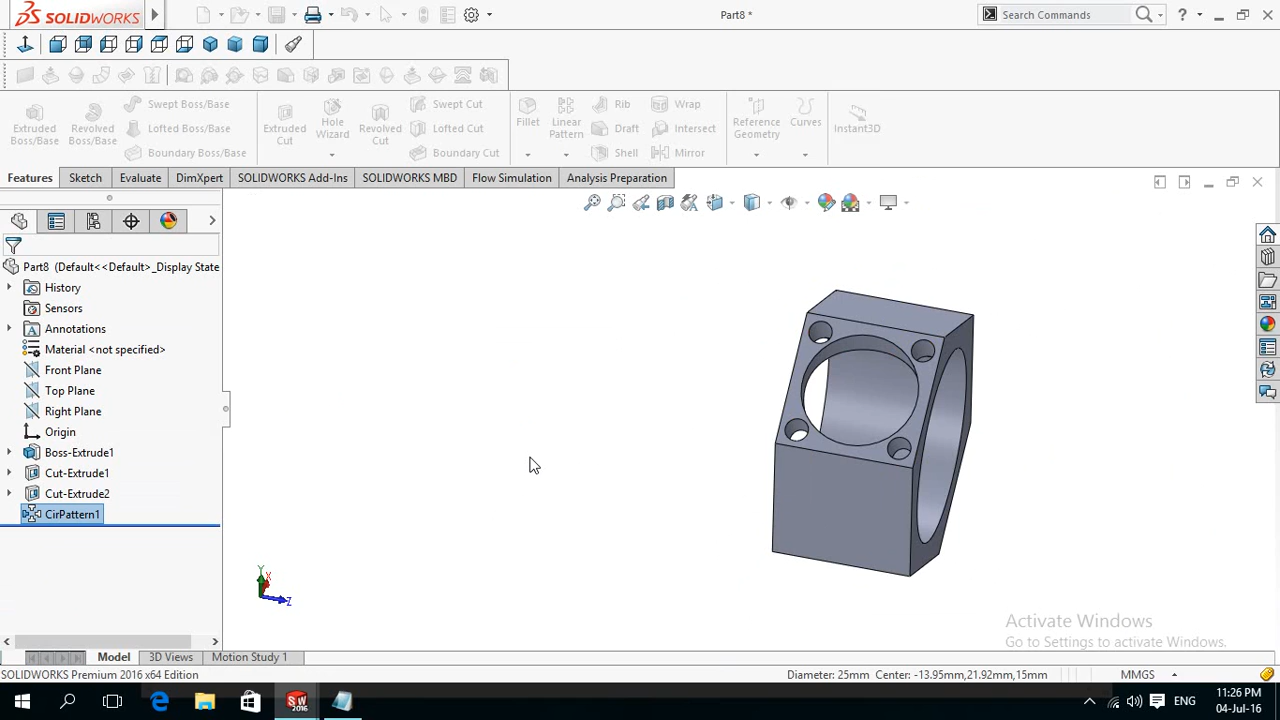 SOLIDWORKS
Part8 *
Search Commands
Extruded Boss/Base
Revolved Boss/Base
Swept Boss/Base
Lofted Boss/Base
Boundary Boss/Base
Extruded Cut
Hole Wizard
Revolved Cut
Swept Cut
Lofted Cut
Boundary Cut
Fillet
Linear Pattern
Rib
Draft
Shell
Wrap
Intersect
Mirror
Reference Geometry
Curves
Instant3D
Features Sketch Evaluate DimXpert SOLIDWORKS Add-Ins SOLIDWORKS MBD Flow Simulation Analysis Preparation
Part8 (Default<<Default>_Display State
History
Sensors
Annotations
Material <not specified>
Front Plane
Top Plane
Right Plane
Origin
Boss-Extrude1
Cut-Extrude1
Cut-Extrude2
CirPattern1
Y
X
Z
Activate Windows
Go to Settings to activate Windows.
Model 3D Views Motion Study 1
SOLIDWORKS Premium 2016 x64 Edition
Diameter: 25mm Center: -13.95mm,21.92mm,15mm
MMGS
SW 2016
ENG
11:26 PM
04-Jul-16